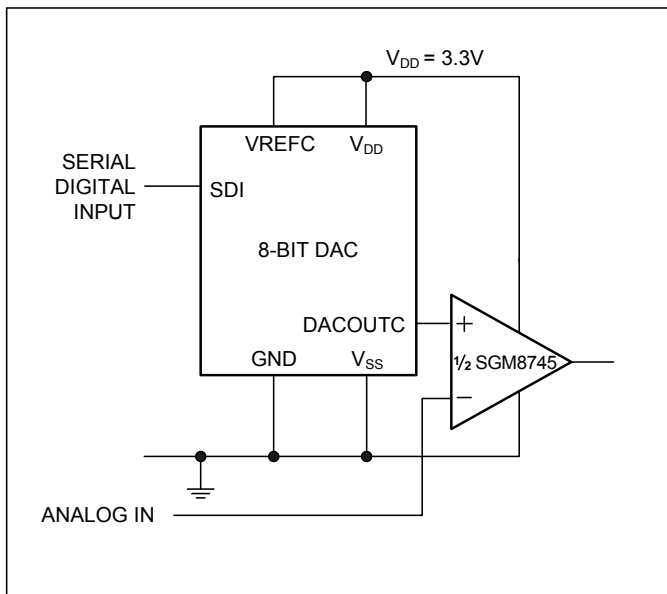 V_DD = 3.3V
VREFC V_DD
SERIAL
DIGITAL
INPUT
SDI
8-BIT DAC
DACOUTC
+
½ SGM8745
−
GND V_SS
ANALOG IN